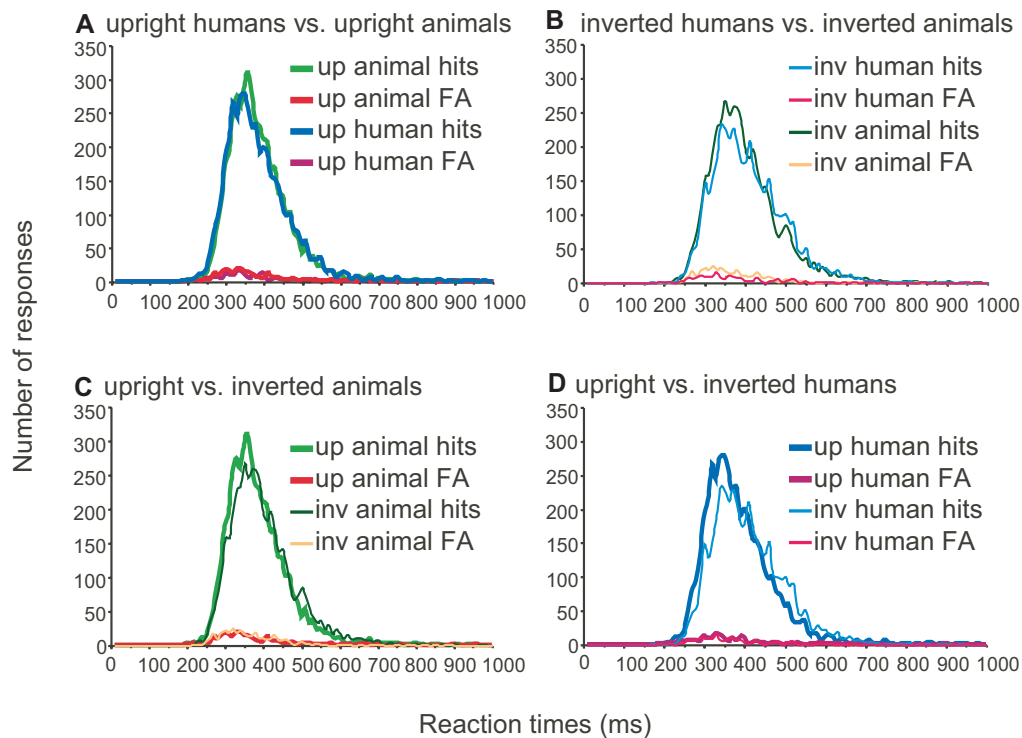 A upright humans vs. upright animals
350
300
250
200
150
100
50
0
up animal hits
up animal FA
up human hits
up human FA
0 100 200 300 400 500 600 700 800 900 1000
B inverted humans vs. inverted animals
350
300
250
200
150
100
50
0
inv human hits
inv human FA
inv animal hits
inv animal FA
0 100 200 300 400 500 600 700 800 900 1000
Number of responses
C upright vs. inverted animals
350
300
250
200
150
100
50
0
up animal hits
up animal FA
inv animal hits
inv animal FA
0 100 200 300 400 500 600 700 800 900 1000
D upright vs. inverted humans
350
300
250
200
150
100
50
0
up human hits
up human FA
inv human hits
inv human FA
0 100 200 300 400 500 600 700 800 900 1000
Reaction times (ms)